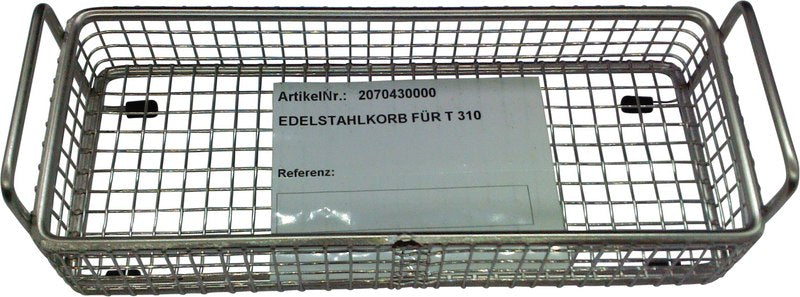 ArtikelNr.: 2070430000
EDELSTAHLKORB FÜR T 310
Referenz: